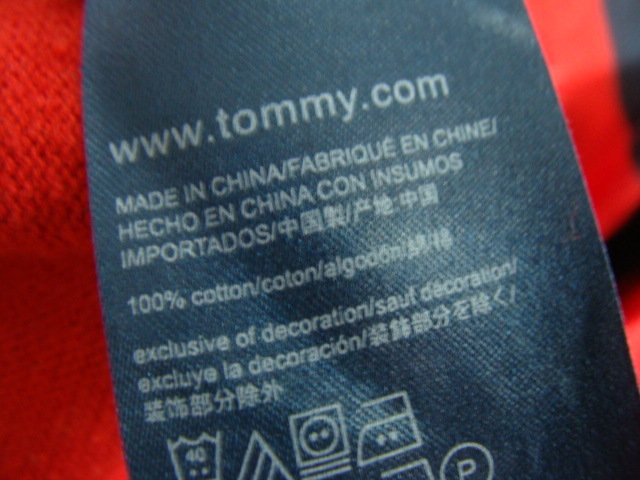 www.tommy.com
MADE IN CHINA/FABRIQUÉ EN CHINE/
HECHO EN CHINA CON INSUMOS
IMPORTADOS/中国製/产地 中国
100% cotton/coton/algodón/綿/棉
exclusive of decoration/sauf décoration/
excluye la decoración/装飾部分を除く/
装饰部分除外
40
P